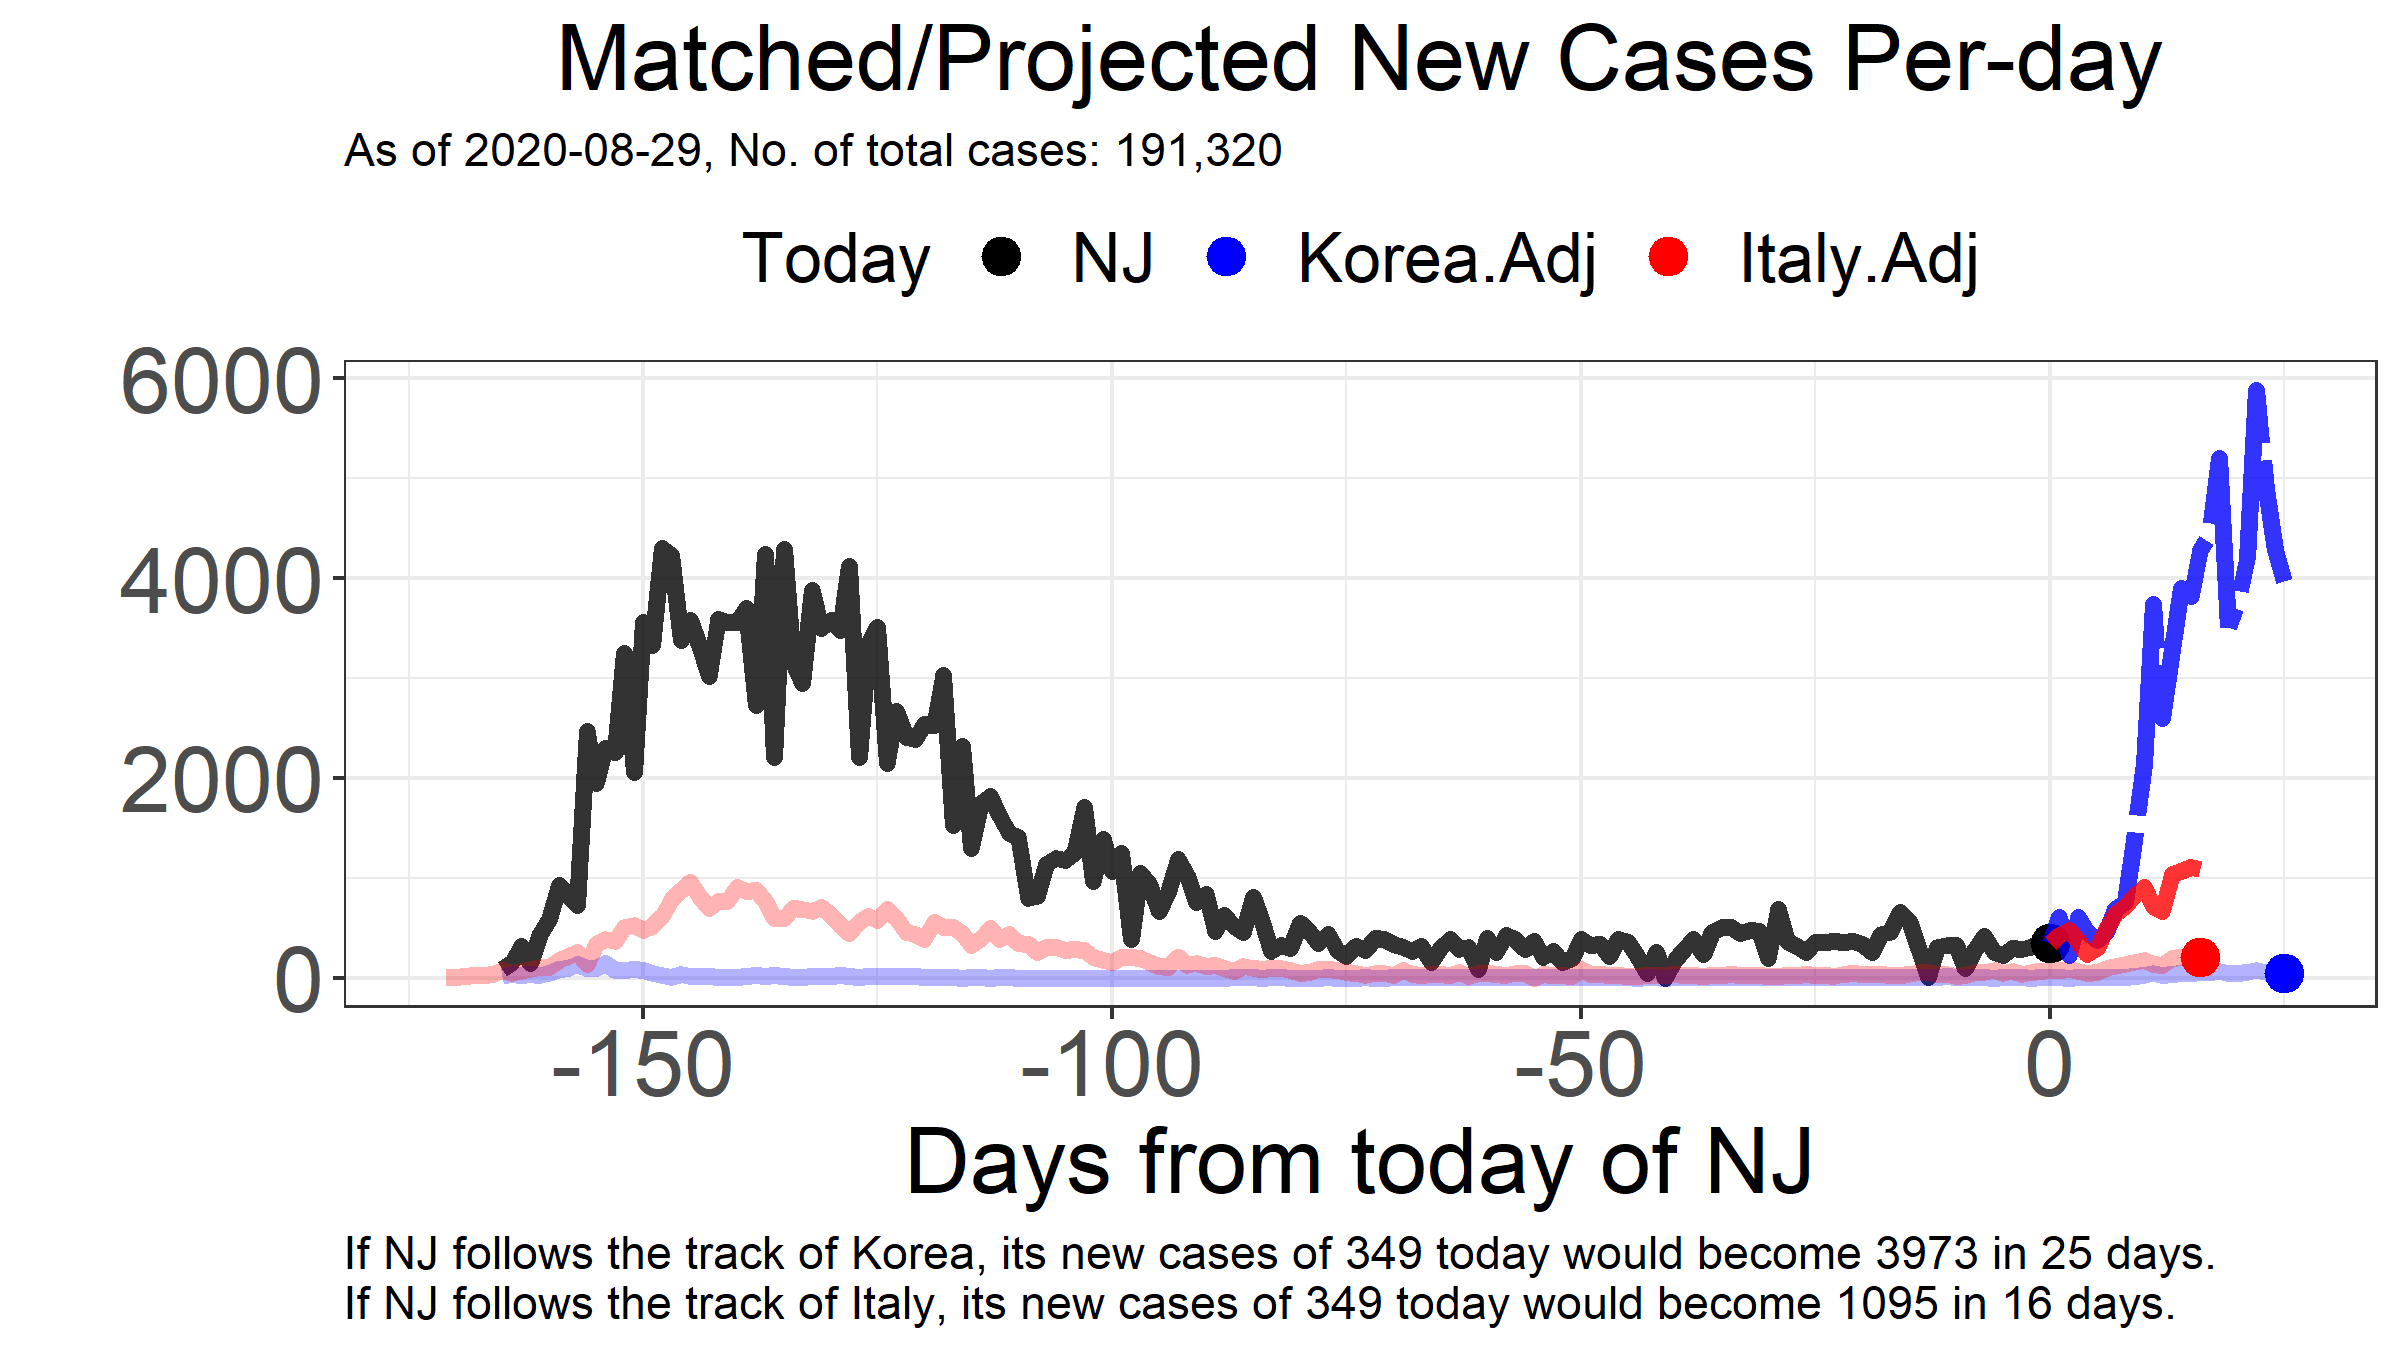 Matched/Projected New Cases Per-day
As of 2020-08-29, No. of total cases: 191,320
Today NJ Korea.Adj Italy.Adj
6000
4000
2000
0
-150 -100 -50 0
Days from today of NJ
If NJ follows the track of Korea, its new cases of 349 today would become 3973 in 25 days.
If NJ follows the track of Italy, its new cases of 349 today would become 1095 in 16 days.